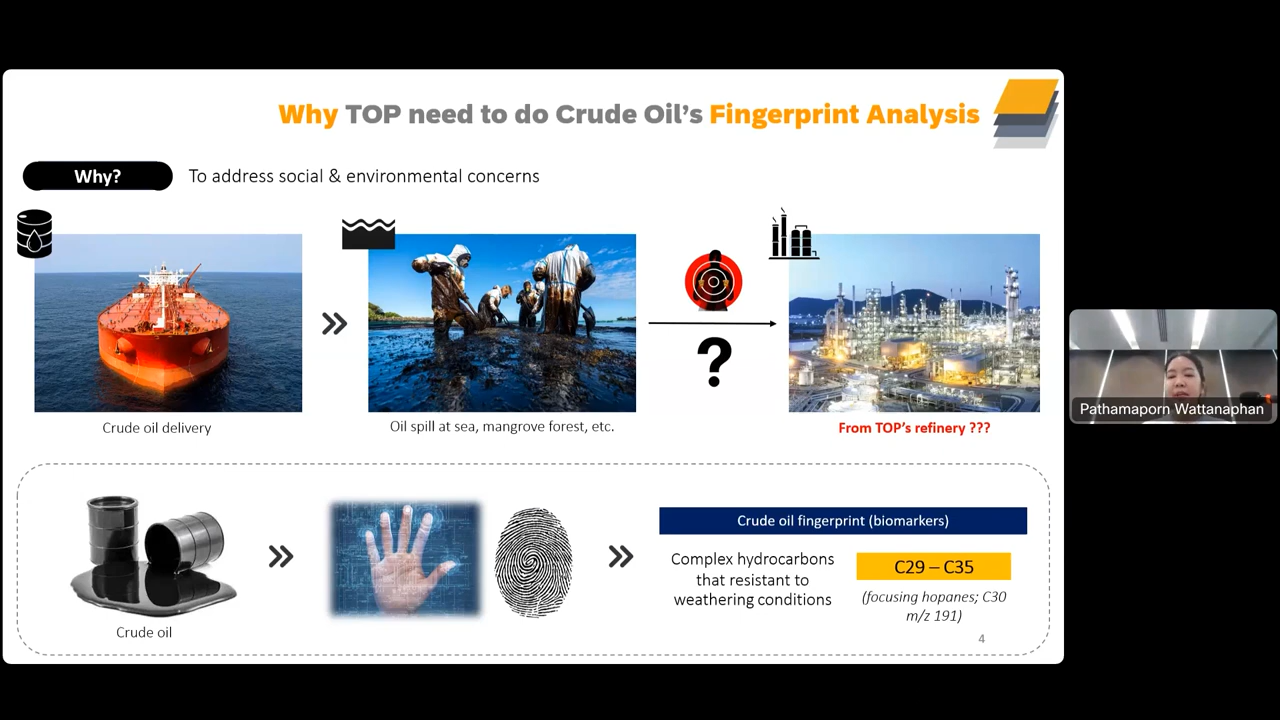 Why TOP need to do Crude Oil's Fingerprint Analysis
Why?
To address social & environmental concerns
?
Crude oil delivery
Oil spill at sea, mangrove forest, etc.
From TOP's refinery ???
Pathamaporn Wattanaphan
Crude oil
Crude oil fingerprint (biomarkers)
Complex hydrocarbons
that resistant to
weathering conditions
C29 – C35
(focusing hopanes; C30
m/z 191)
4